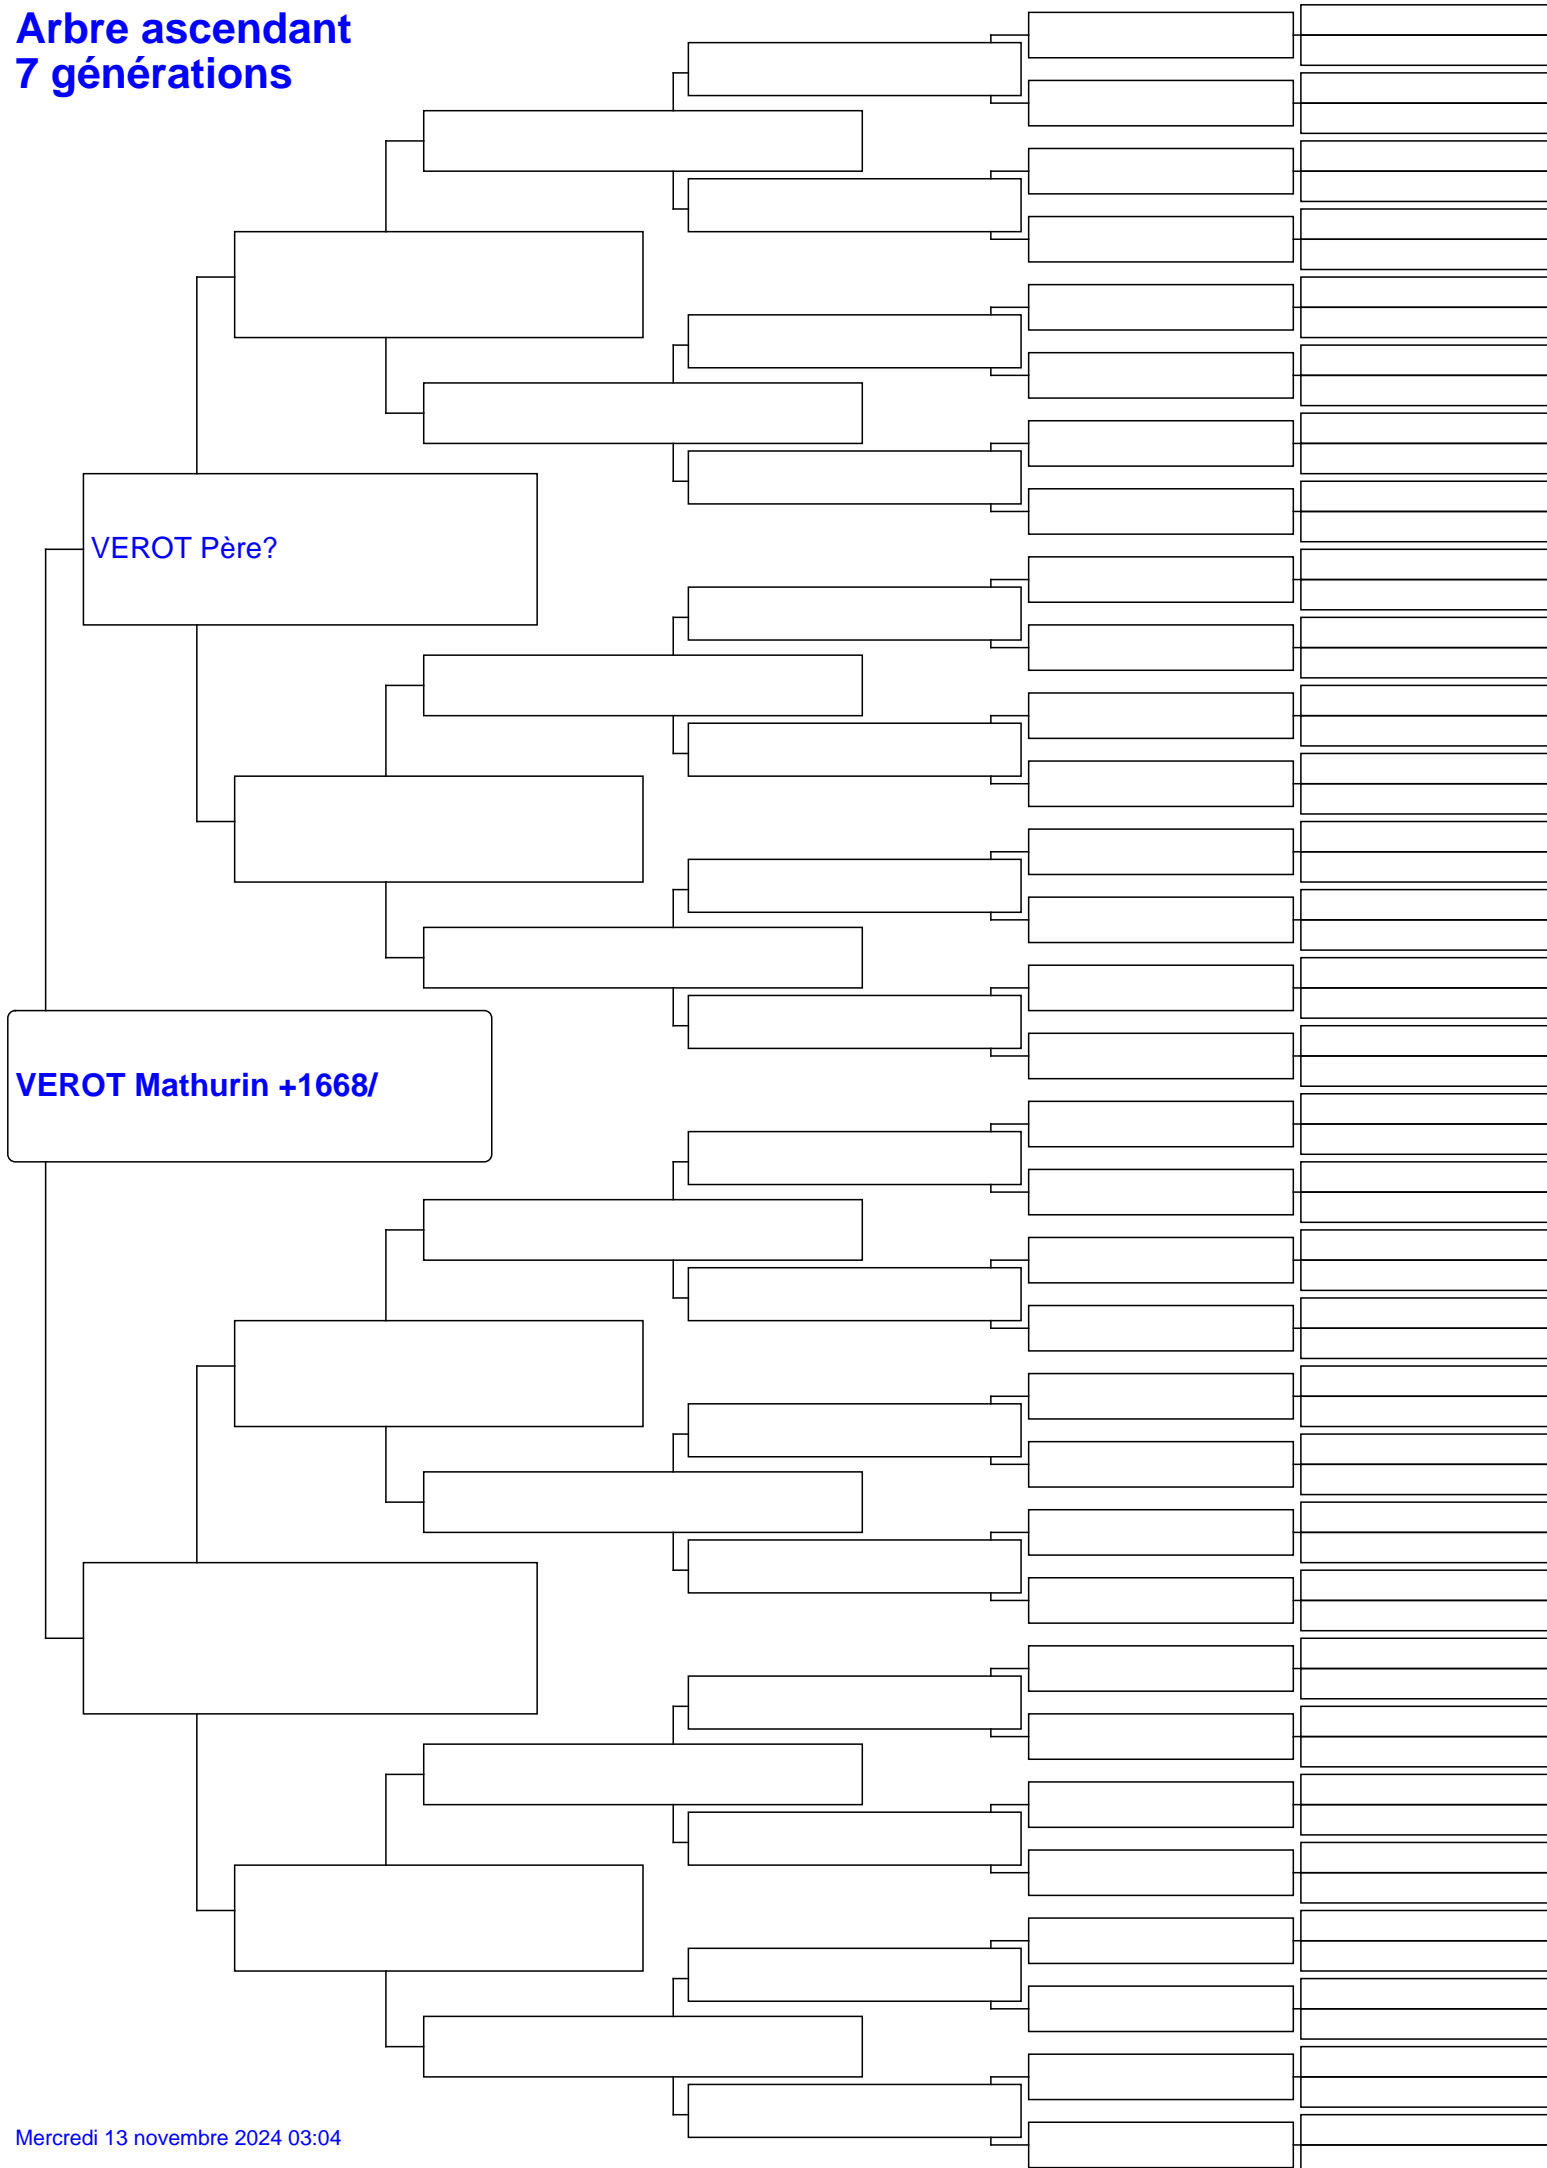 Arbre ascendant
7 générations
VEROT Père?
VEROT Mathurin +1668/
Mercredi 13 novembre 2024 03:04